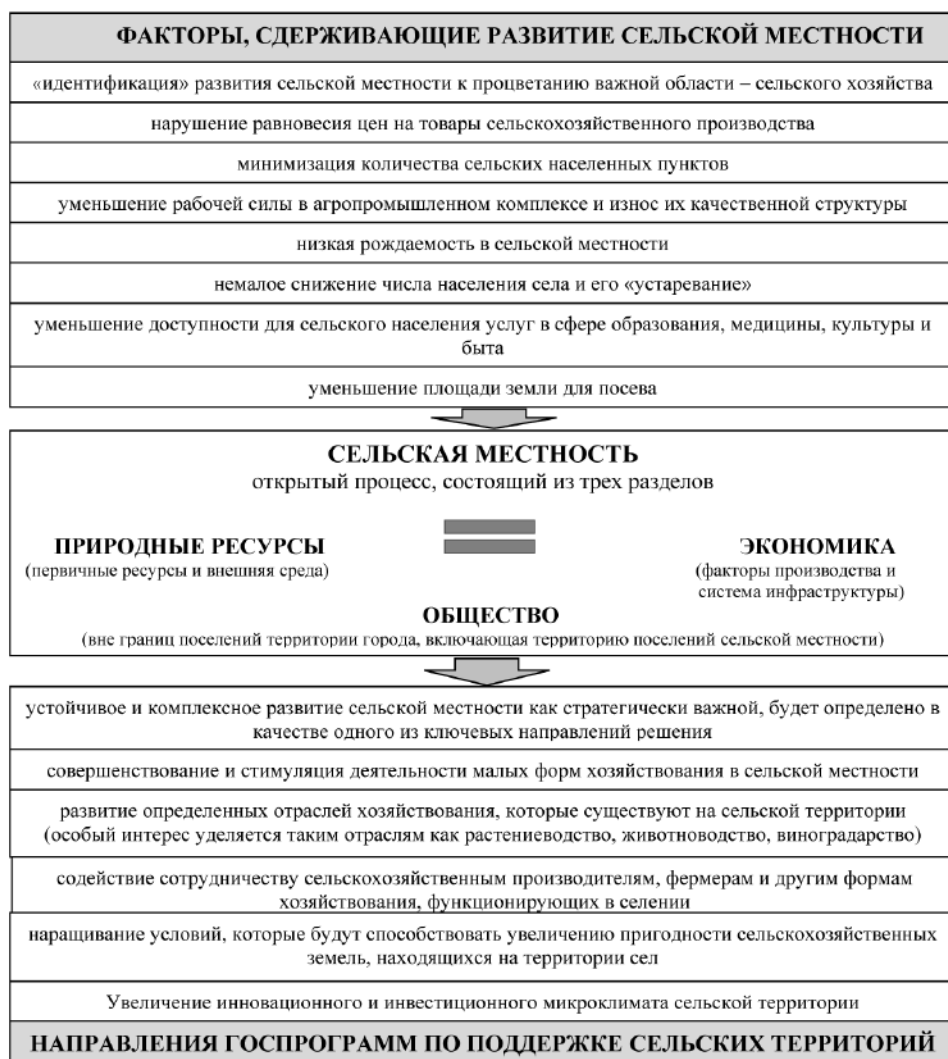 ФАКТОРЫ, СДЕРЖИВАЮЩИЕ РАЗВИТИЕ СЕЛЬСКОЙ МЕСТНОСТИ
«идентификация» развития сельской местности к процветанию важной области – сельского хозяйства
нарушение равновесия цен на товары сельскохозяйственного производства
минимизация количества сельских населенных пунктов
уменьшение рабочей силы в агропромышленном комплексе и износ их качественной структуры
низкая рождаемость в сельской местности
немалое снижение числа населения села и его «устаревание»
уменьшение доступности для сельского населения услуг в сфере образования, медицины, культуры и
быта
уменьшение площади земли для посева
СЕЛЬСКАЯ МЕСТНОСТЬ
открытый процесс, состоящий из трех разделов
ПРИРОДНЫЕ РЕСУРСЫ
(первичные ресурсы и внешняя среда)
ЭКОНОМИКА
(факторы производства и
система инфраструктуры)
ОБЩЕСТВО
(вне границ поселений территории города, включающая территорию поселений сельской местности)
устойчивое и комплексное развитие сельской местности как стратегически важной, будет определено в
качестве одного из ключевых направлений решения
совершенствование и стимуляция деятельности малых форм хозяйствования в сельской местности
развитие определенных отраслей хозяйствования, которые существуют на сельской территории
(особый интерес уделяется таким отраслям как растениеводство, животноводство, виноградарство)
содействие сотрудничеству сельскохозяйственным производителям, фермерам и другим формам
хозяйствования, функционирующих в селении
наращивание условий, которые будут способствовать увеличению пригодности сельскохозяйственных
земель, находящихся на территории сел
Увеличение инновационного и инвестиционного микроклимата сельской территории
НАПРАВЛЕНИЯ ГОСПРОГРАММ ПО ПОДДЕРЖКЕ СЕЛЬСКИХ ТЕРРИТОРИЙ